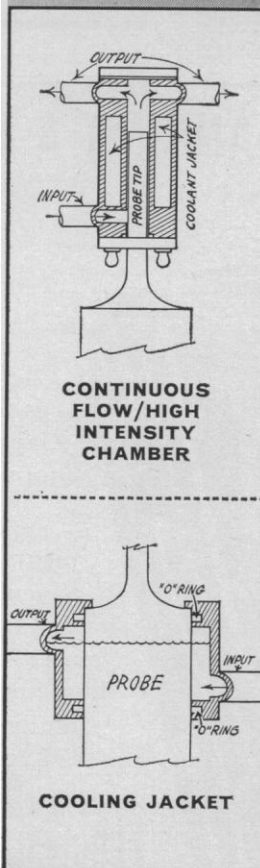 OUTPUT
COOLANT JACKET
PROBE TIP
INPUT
CONTINUOUS
FLOW/HIGH
INTENSITY
CHAMBER
"O" RING
OUTPUT
PROBE
INPUT
"O" RING
COOLING JACKET